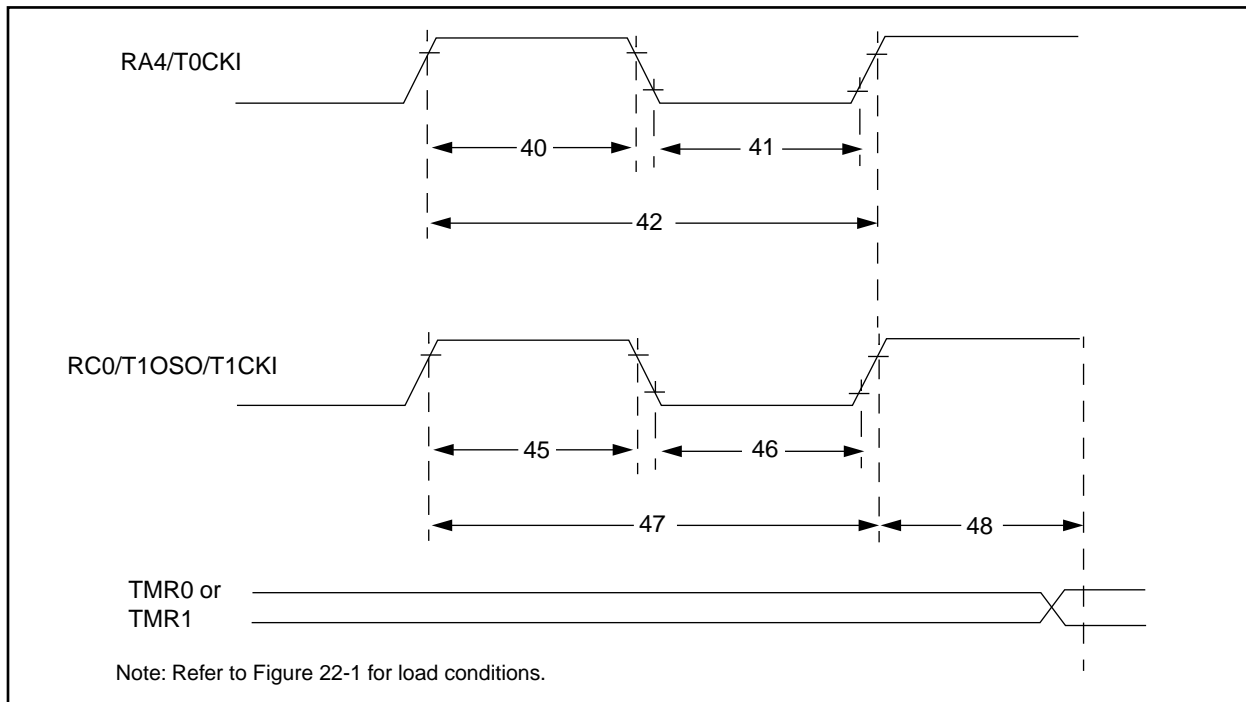 RA4/T0CKI
40
41
42
RC0/T1OSO/T1CKI
45
46
47
48
TMR0 or
TMR1
Note: Refer to Figure 22-1 for load conditions.